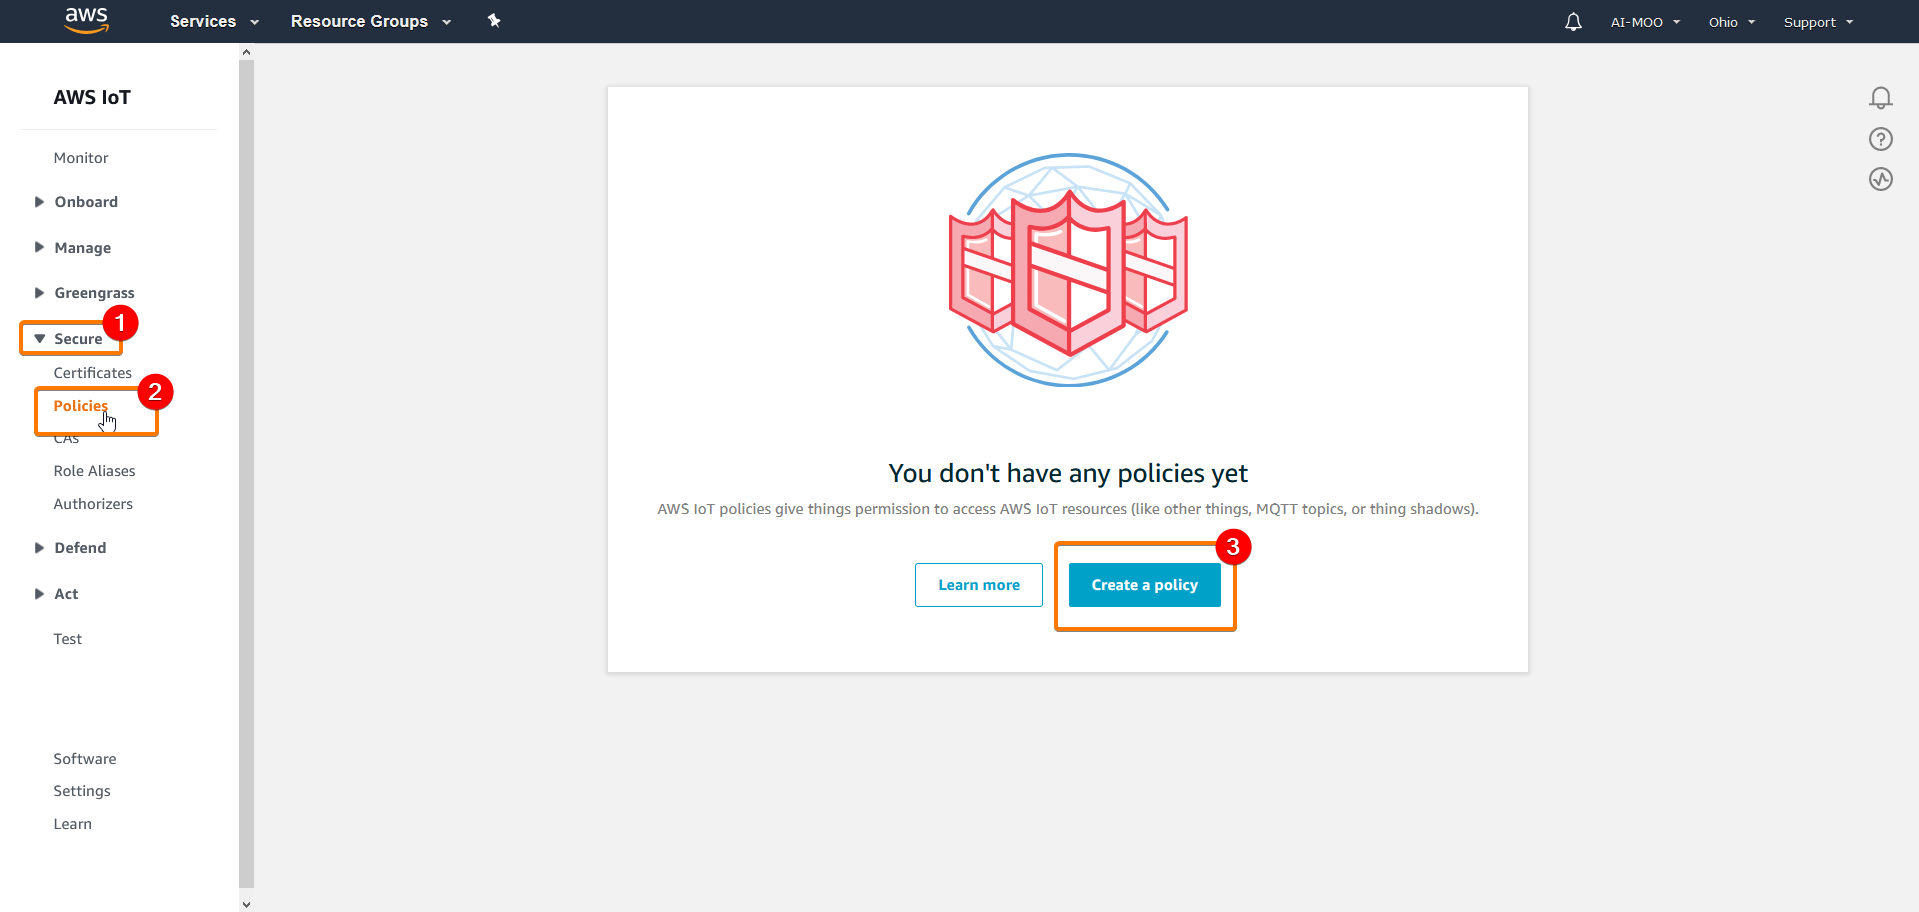 aws
Services
Resource Groups
AI-MOO
Ohio
Support
AWS IoT
Monitor
Onboard
Manage
Greengrass
1
Secure
Certificates
2
Policies
CAs
Role Aliases
Authorizers
Defend
Act
Test
Software
Settings
Learn
You don't have any policies yet
AWS IoT policies give things permission to access AWS IoT resources (like other things, MQTT topics, or thing shadows).
3
Learn more
Create a policy